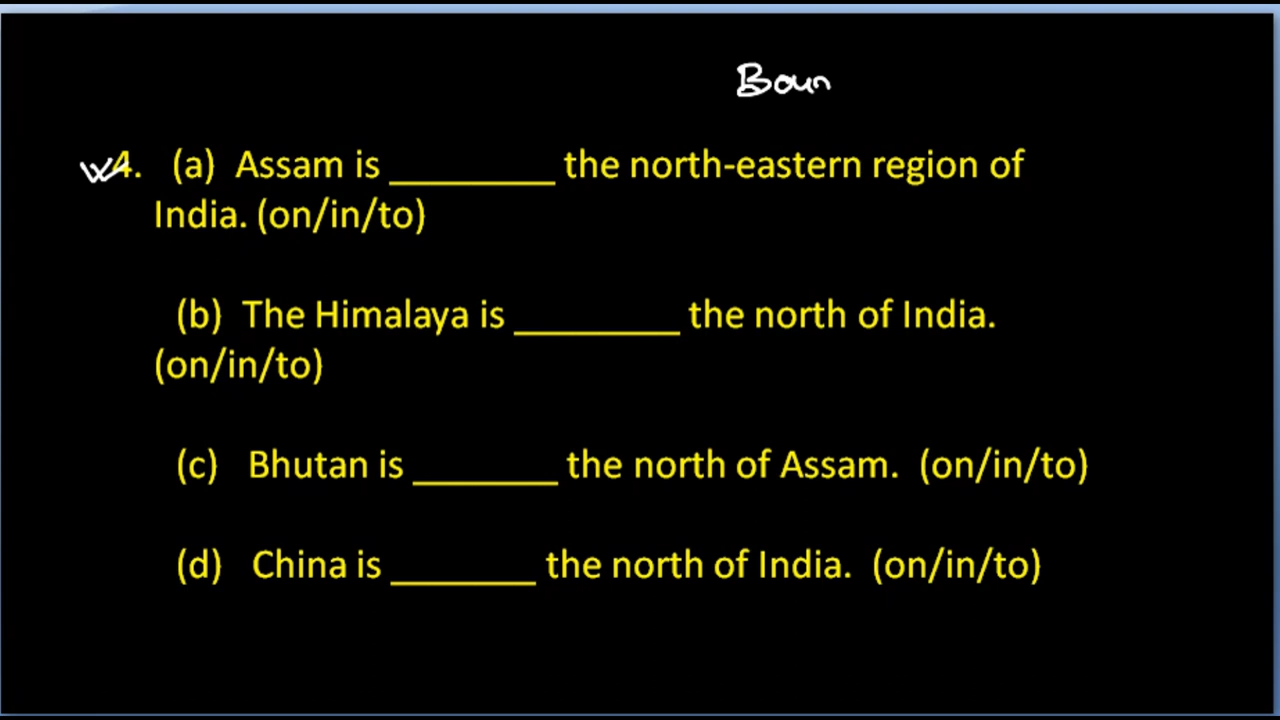 Boun
4. (a) Assam is ________ the north-eastern region of
India. (on/in/to)
(b) The Himalaya is ________ the north of India.
(on/in/to)
(c) Bhutan is _______ the north of Assam. (on/in/to)
(d) China is _______ the north of India. (on/in/to)